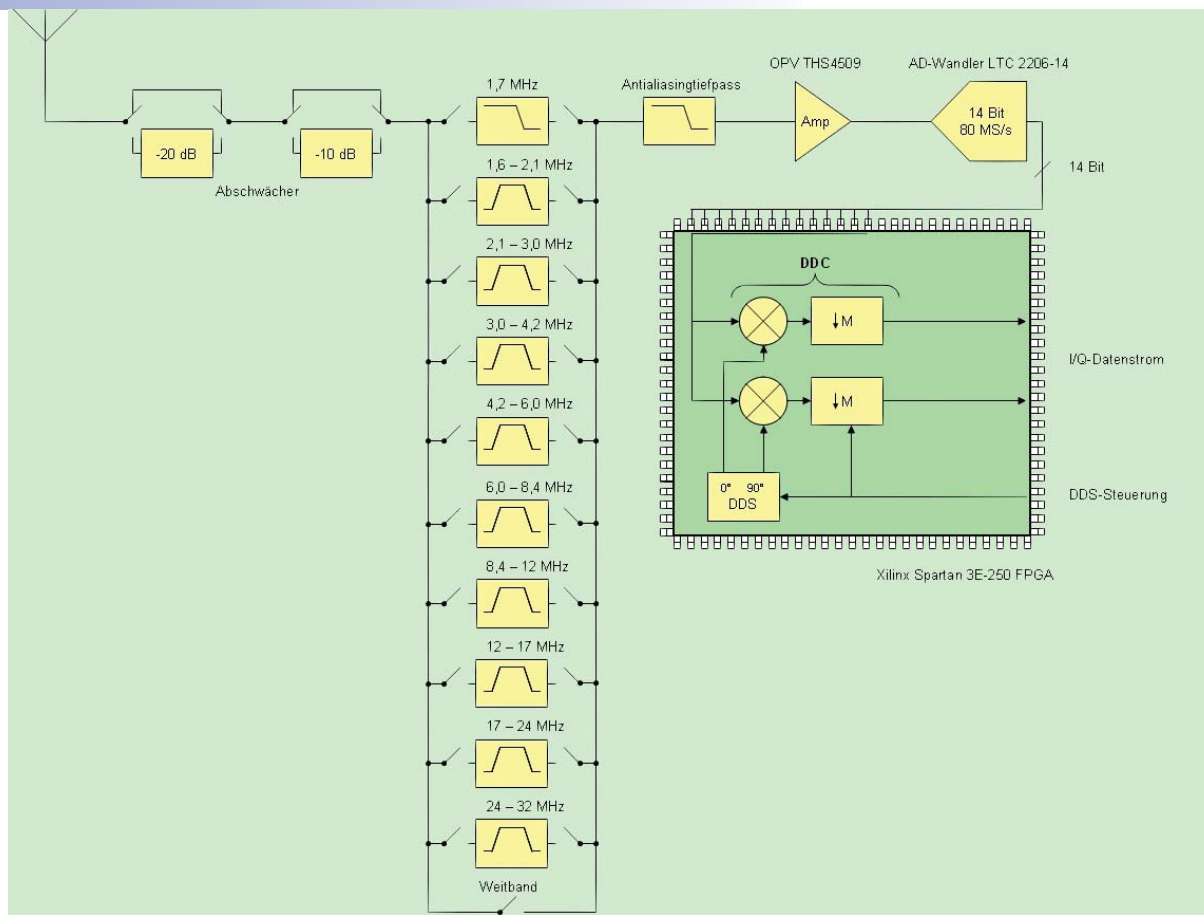 OPV THS4509
AD-Wandler LTC 2206-14
1,7 MHz
Antialiasingtiefpass
Amp
14 Bit
80 MS/s
-20 dB
-10 dB
Abschwächer
14 Bit
1,6 – 2,1 MHz
2,1 – 3,0 MHz
DDC
↓M
3,0 – 4,2 MHz
I/Q-Datenstrom
↓M
4,2 – 6,0 MHz
6,0 – 8,4 MHz
0° 90°
DDS
DDS-Steuerung
8,4 – 12 MHz
Xilinx Spartan 3E-250 FPGA
12 – 17 MHz
17 – 24 MHz
24 – 32 MHz
Weitband